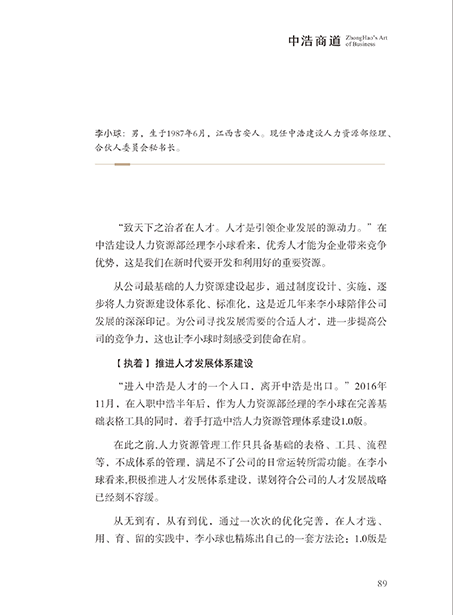 中浩商道 ZhongHao's Art
of Business
李小球：男，生于1987年6月，江西吉安人。现任中浩建设人力资源部经理、
合伙人委员会秘书长。
“致天下之治者在人才。人才是引领企业发展的源动力。”在
中浩建设人力资源部经理李小球看来，优秀人才能为企业带来竞争
优势，这是我们在新时代要开发和利用好的重要资源。
从公司最基础的人力资源建设起步，通过制度设计、实施，逐
步将人力资源建设体系化、标准化，这是近几年来李小球陪伴公司
发展的深深印记。为公司寻找发展需要的合适人才，进一步提高公
司的竞争力，这也让李小球时刻感受到使命在肩。
【执着】推进人才发展体系建设
“进入中浩是人才的一个入口，离开中浩是出口。”2016年
11月，在入职中浩半年后，作为人力资源部经理的李小球在完善基
础表格工具的同时，着手打造中浩人力资源管理体系建设1.0版。
在此之前,人力资源管理工作只具备基础的表格、工具、流程
等，不成体系的管理，满足不了公司的日常运转所需功能。在李小
球看来,积极推进人才发展体系建设，谋划符合公司的人才发展战略
已经刻不容缓。
从无到有，从有到优，通过一次次的优化完善，在人才选、
用、育、留的实践中，李小球也精炼出自己的一套方法论；1.0版是
89